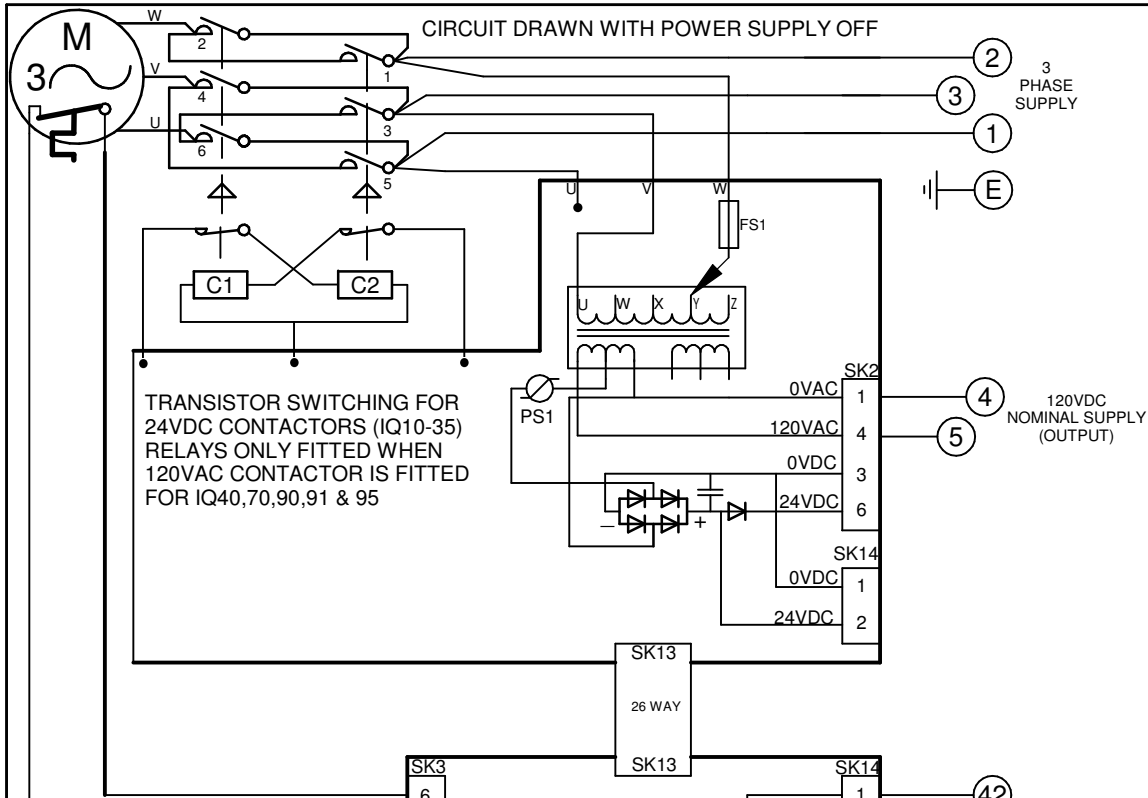 CIRCUIT DRAWN WITH POWER SUPPLY OFF
W
M
3
2
1
2
3
PHASE
SUPPLY
V
4
3
3
U
6
5
1
U
V
W
E
FS1
C1
C2
U
W
X
Y
Z
SK2
PS1
0VAC
1
4
120VDC
NOMINAL SUPPLY
(OUTPUT)
120VAC
4
5
0VDC
3
24VDC
6
TRANSISTOR SWITCHING FOR
24VDC CONTACTORS (IQ10-35)
RELAYS ONLY FITTED WHEN
120VAC CONTACTOR IS FITTED
FOR IQ40,70,90,91 & 95
–
+
SK14
0VDC
1
24VDC
2
SK13
26 WAY
SK13
SK3
6
SK14
1
42